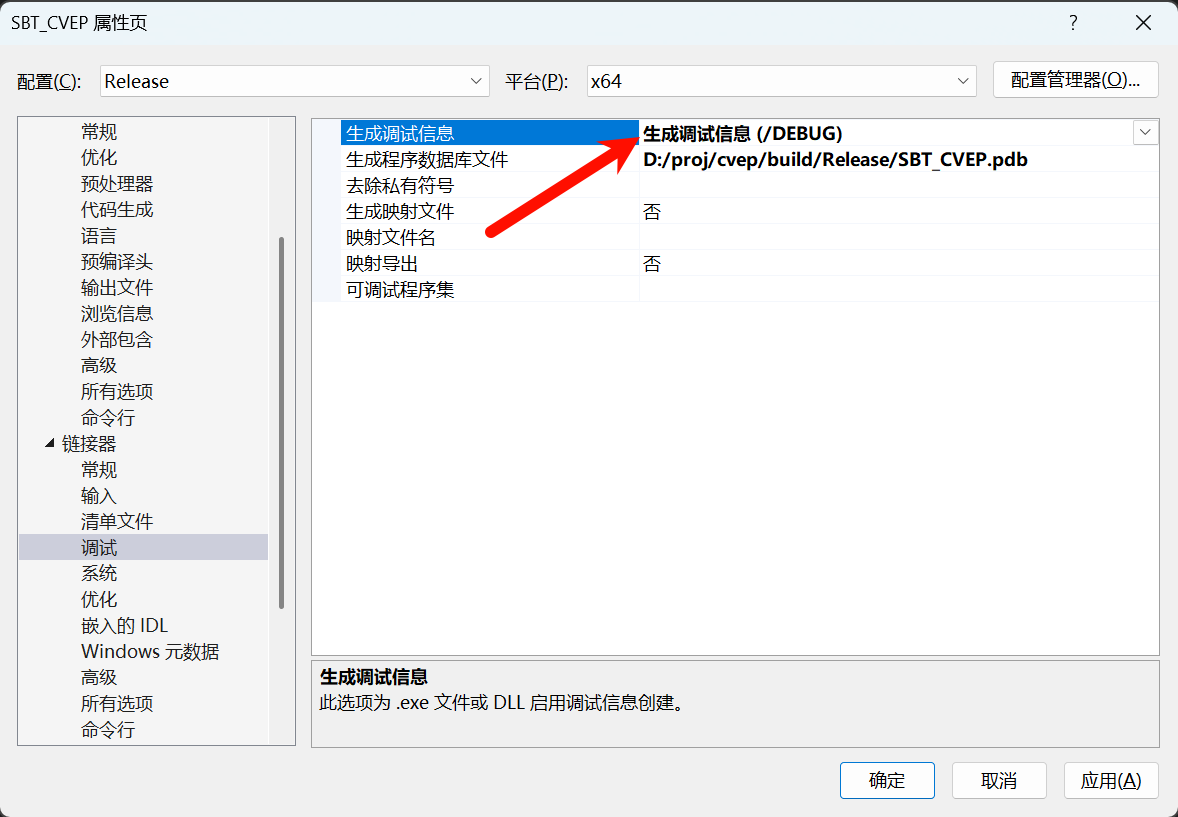 SBT_CVEP 属性页
?
配置(C): Release 平台(P): x64 配置管理器(O)...
常规
优化
预处理器
代码生成
语言
预编译头
输出文件
浏览信息
外部包含
高级
所有选项
命令行
链接器
常规
输入
清单文件
调试
系统
优化
嵌入的 IDL
Windows 元数据
高级
所有选项
命令行
生成调试信息 生成调试信息 (/DEBUG)
生成程序数据库文件 D:/proj/cvep/build/Release/SBT_CVEP.pdb
去除私有符号
生成映射文件 否
映射文件名
映射导出 否
可调试程序集
生成调试信息
此选项为 .exe 文件或 DLL 启用调试信息创建。
确定 取消 应用(A)